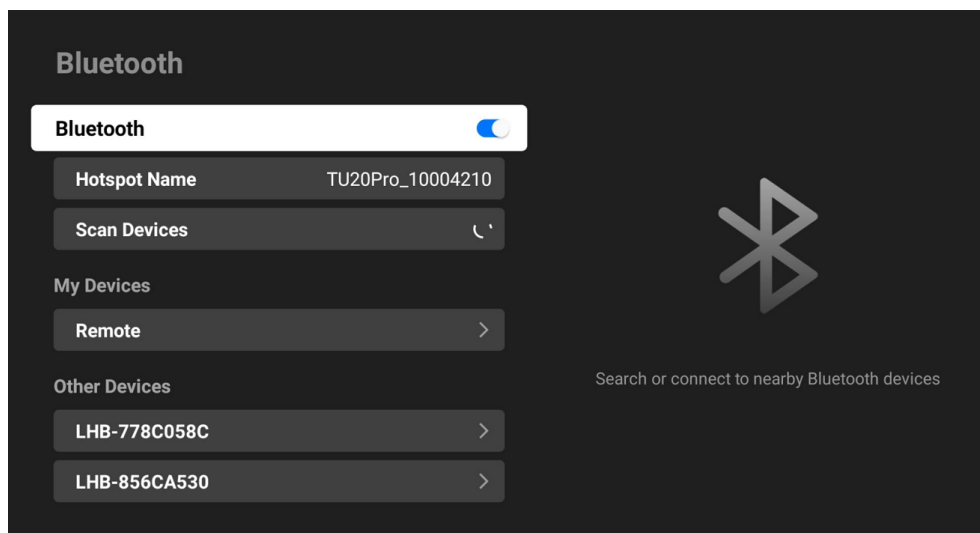 Bluetooth
Bluetooth
Hotspot Name TU20Pro_10004210
Scan Devices
My Devices
Remote
Other Devices
LHB-778C058C
LHB-856CA530
Search or connect to nearby Bluetooth devices